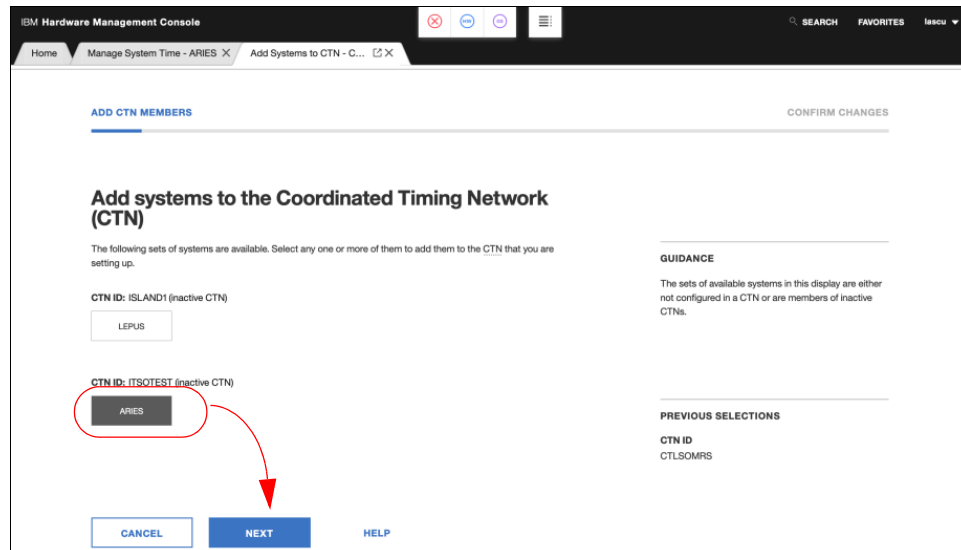 IBM Hardware Management Console
HW
SE
SEARCH FAVORITES lascu
Home Manage System Time - ARIES X Add Systems to CTN - C... X
ADD CTN MEMBERS
CONFIRM CHANGES
Add systems to the Coordinated Timing Network
(CTN)
The following sets of systems are available. Select any one or more of them to add them to the CTN that you are
setting up.
CTN ID: ISLAND1 (inactive CTN)
LEPUS
CTN ID: ITSOTEST (inactive CTN)
ARIES
GUIDANCE
The sets of available systems in this display are either
not configured in a CTN or are members of inactive
CTNs.
PREVIOUS SELECTIONS
CTN ID
CTLSOMRS
CANCEL NEXT HELP